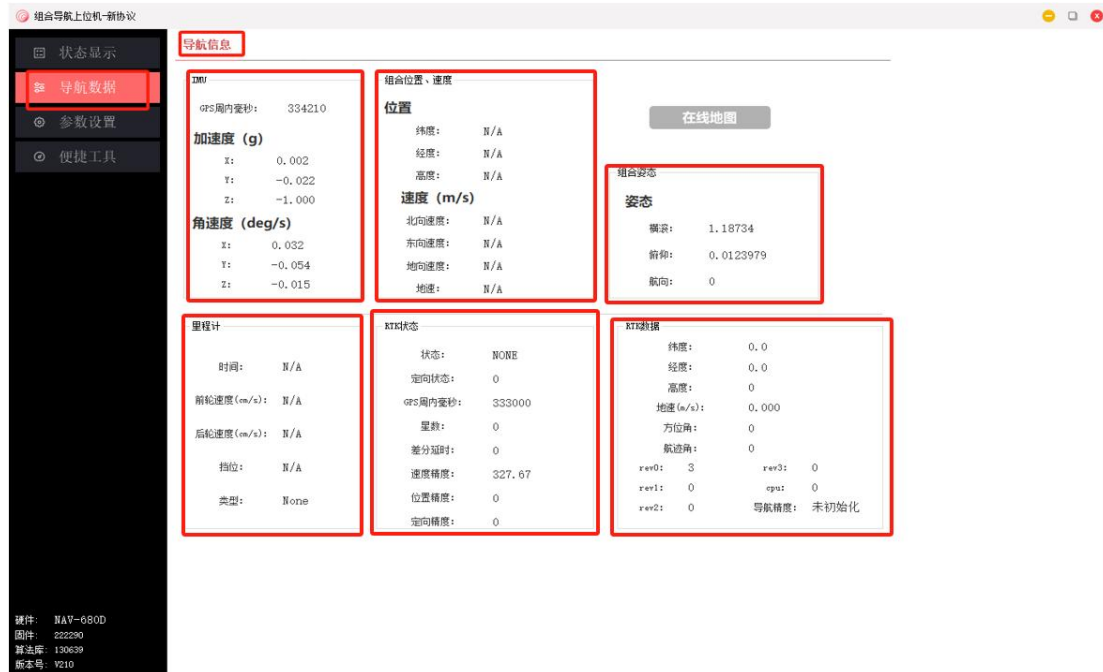 组合导航上位机-新协议
状态显示
导航数据
参数设置
便捷工具
导航信息
IMU
GPS周内毫秒: 334210
加速度 (g)
X: 0.002
Y: -0.022
Z: -1.000
角速度 (deg/s)
X: 0.032
Y: -0.054
Z: -0.015
组合位置、速度
位置
纬度: N/A
经度: N/A
高度: N/A
速度 (m/s)
北向速度: N/A
东向速度: N/A
地向速度: N/A
地速: N/A
在线地图
组合姿态
姿态
横滚: 1.18734
俯仰: 0.0123979
航向: 0
里程计
时间: N/A
前轮速度(cm/s): N/A
后轮速度(cm/s): N/A
挡位: N/A
类型: None
RTK状态
状态: NONE
定向状态: 0
GPS周内毫秒: 333000
星数: 0
差分延时: 0
速度精度: 327.67
位置精度: 0
定向精度: 0
RTK数据
纬度: 0.0
经度: 0.0
高度: 0
地速(m/s): 0.000
方位角: 0
航迹角: 0
rev0: 3 rev3: 0
rev1: 0 cpu: 0
rev2: 0 导航精度: 未初始化
硬件: NAV-680D
固件: 222290
算法库: 130639
版本号: V210